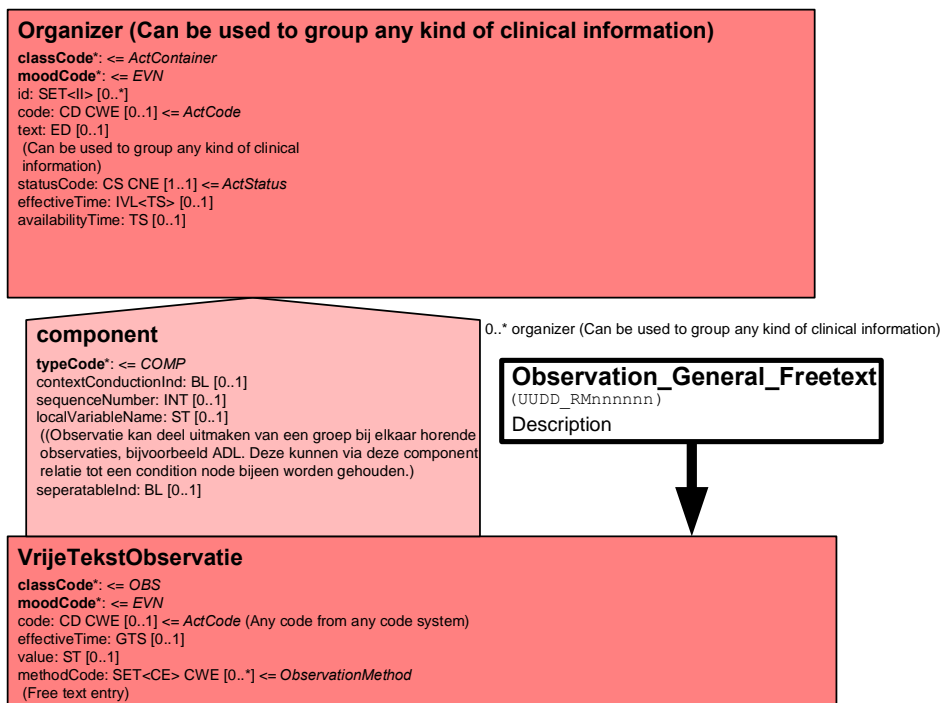 Organizer (Can be used to group any kind of clinical information)
classCode*: <= ActContainer
moodCode*: <= EVN
id: SET<II> [0..*]
code: CD CWE [0..1] <= ActCode
text: ED [0..1]
(Can be used to group any kind of clinical
information)
statusCode: CS CNE [1..1] <= ActStatus
effectiveTime: IVL<TS> [0..1]
availabilityTime: TS [0..1]
component
typeCode*: <= COMP
contextConductionInd: BL [0..1]
sequenceNumber: INT [0..1]
localVariableName: ST [0..1]
((Observatie kan deel uitmaken van een groep bij elkaar horende
observaties, bijvoorbeeld ADL. Deze kunnen via deze component
relatie tot een condition node bijeen worden gehouden.)
seperatableInd: BL [0..1]
0..* organizer (Can be used to group any kind of clinical information)
Observation_General_Freetext
(UUDD_RMnnnnnn)
Description
VrijeTekstObservatie
classCode*: <= OBS
moodCode*: <= EVN
code: CD CWE [0..1] <= ActCode (Any code from any code system)
effectiveTime: GTS [0..1]
value: ST [0..1]
methodCode: SET<CE> CWE [0..*] <= ObservationMethod
(Free text entry)